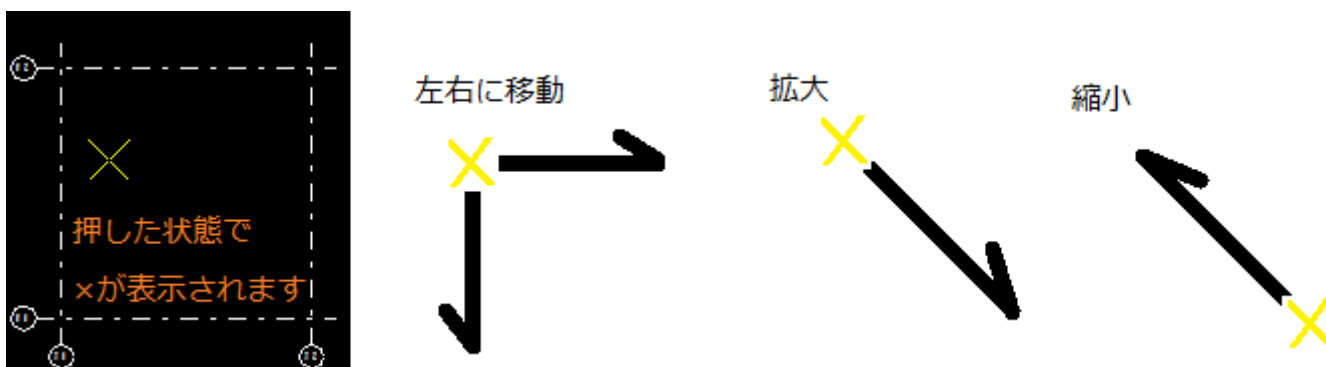 押した状態で
×が表示されます
左右に移動
拡大
縮小